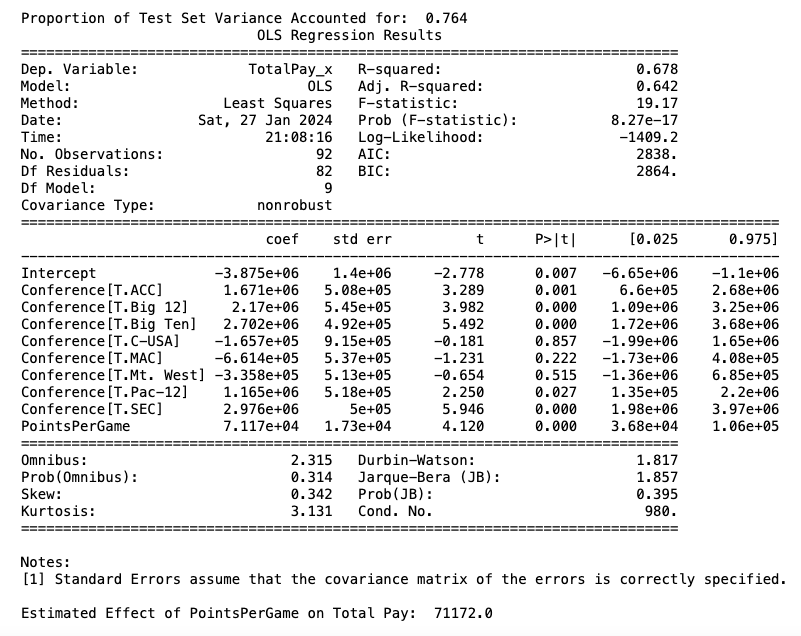 Proportion of Test Set Variance Accounted for:  0.764
                            OLS Regression Results
==============================================================================
Dep. Variable:             TotalPay_x   R-squared:                       0.678
Model:                            OLS   Adj. R-squared:                  0.642
Method:                 Least Squares   F-statistic:                     19.17
Date:                Sat, 27 Jan 2024   Prob (F-statistic):           8.27e-17
Time:                        21:08:16   Log-Likelihood:                -1409.2
No. Observations:                  92   AIC:                             2838.
Df Residuals:                      82   BIC:                             2864.
Df Model:                           9
Covariance Type:            nonrobust
==========================================================================================
                             coef    std err          t      P>|t|      [0.025      0.975]
------------------------------------------------------------------------------------------
Intercept              -3.875e+06    1.4e+06     -2.778      0.007   -6.65e+06    -1.1e+06
Conference[T.ACC]       1.671e+06   5.08e+05      3.289      0.001     6.6e+05    2.68e+06
Conference[T.Big 12]     2.17e+06   5.45e+05      3.982      0.000    1.09e+06    3.25e+06
Conference[T.Big Ten]   2.702e+06   4.92e+05      5.492      0.000    1.72e+06    3.68e+06
Conference[T.C-USA]    -1.657e+05   9.15e+05     -0.181      0.857   -1.99e+06    1.65e+06
Conference[T.MAC]      -6.614e+05   5.37e+05     -1.231      0.222   -1.73e+06    4.08e+05
Conference[T.Mt. West] -3.358e+05   5.13e+05     -0.654      0.515   -1.36e+06    6.85e+05
Conference[T.Pac-12]    1.165e+06   5.18e+05      2.250      0.027    1.35e+05     2.2e+06
Conference[T.SEC]       2.976e+06      5e+05      5.946      0.000    1.98e+06    3.97e+06
PointsPerGame           7.117e+04   1.73e+04      4.120      0.000    3.68e+04    1.06e+05
==============================================================================
Omnibus:                        2.315   Durbin-Watson:                   1.817
Prob(Omnibus):                  0.314   Jarque-Bera (JB):                1.857
Skew:                           0.342   Prob(JB):                        0.395
Kurtosis:                       3.131   Cond. No.                         980.
==============================================================================

Notes:
[1] Standard Errors assume that the covariance matrix of the errors is correctly specified.

Estimated Effect of PointsPerGame on Total Pay:  71172.0